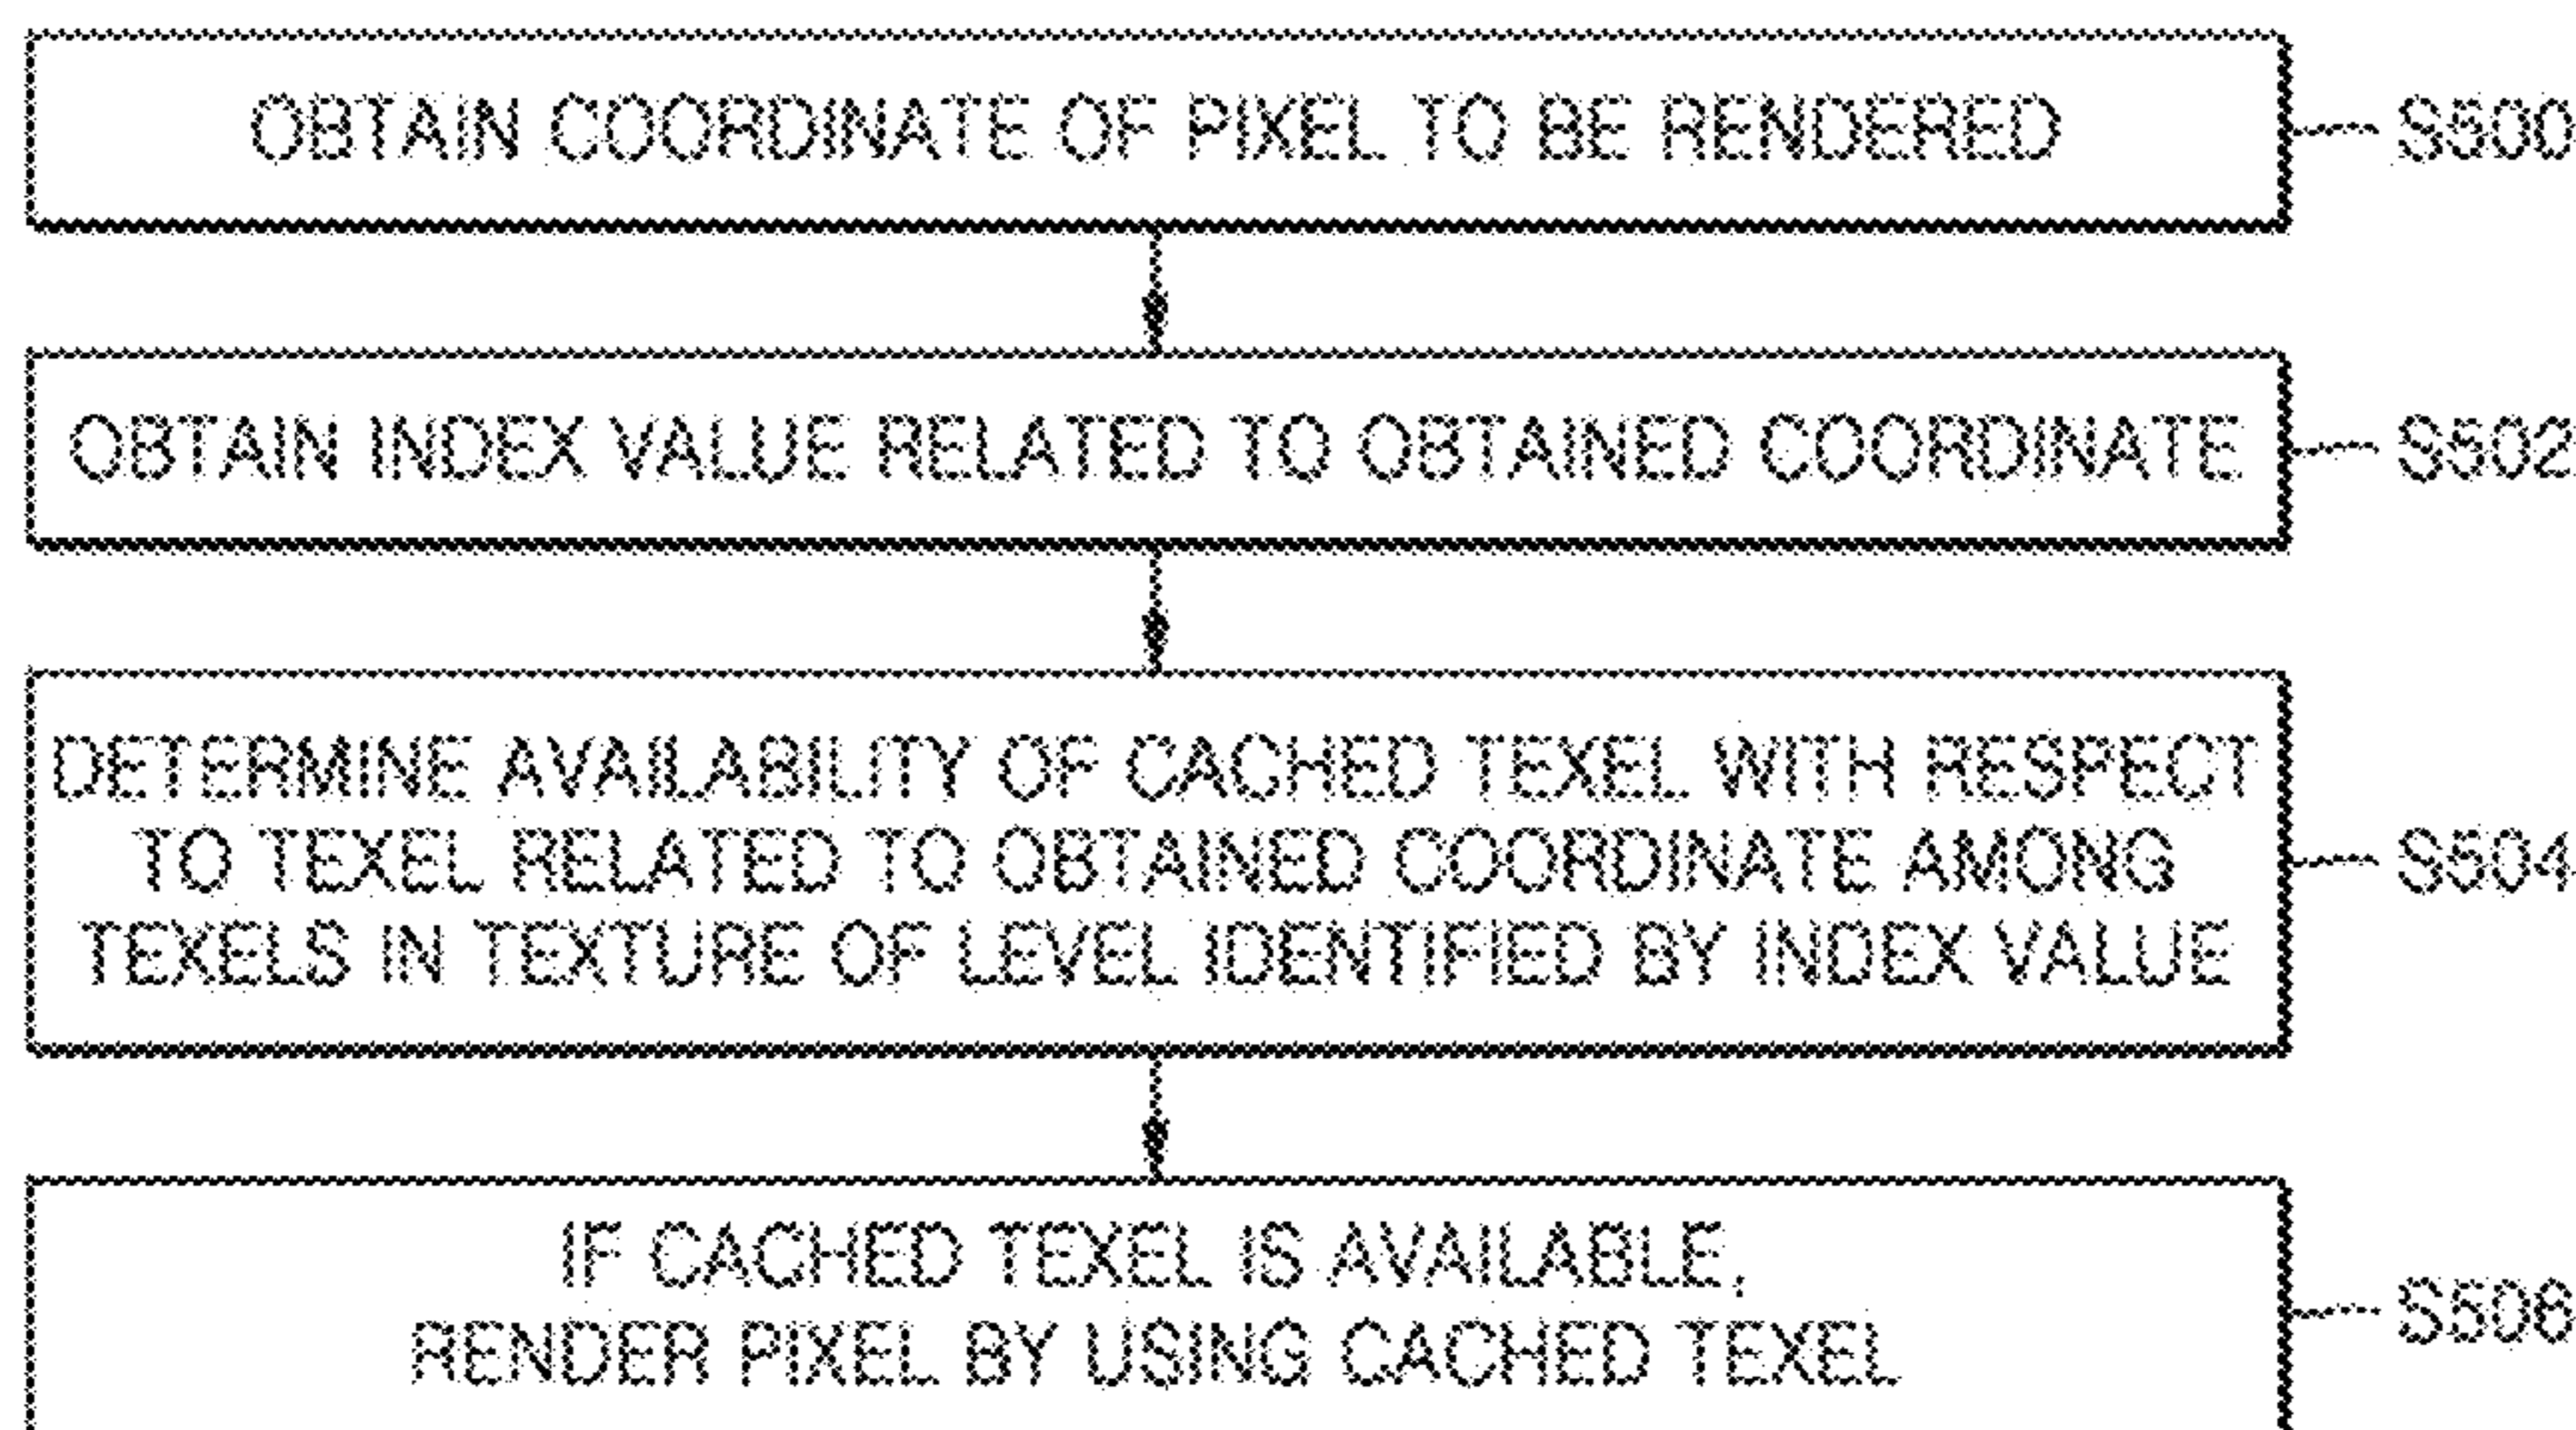 OBTAIN COORDINATE OF PIXEL TO BE RENDERED
S500
OBTAIN INDEX VALUE RELATED TO OBTAINED COORDINATE
S502
DETERMINE AVAILABILITY OF CACHED TEXEL WITH RESPECT
TO TEXEL RELATED TO OBTAINED COORDINATE AMONG
TEXELS IN TEXTURE OF LEVEL IDENTIFIED BY INDEX VALUE
S504
IF CACHED TEXEL IS AVAILABLE,
RENDER PIXEL BY USING CACHED TEXEL
S506